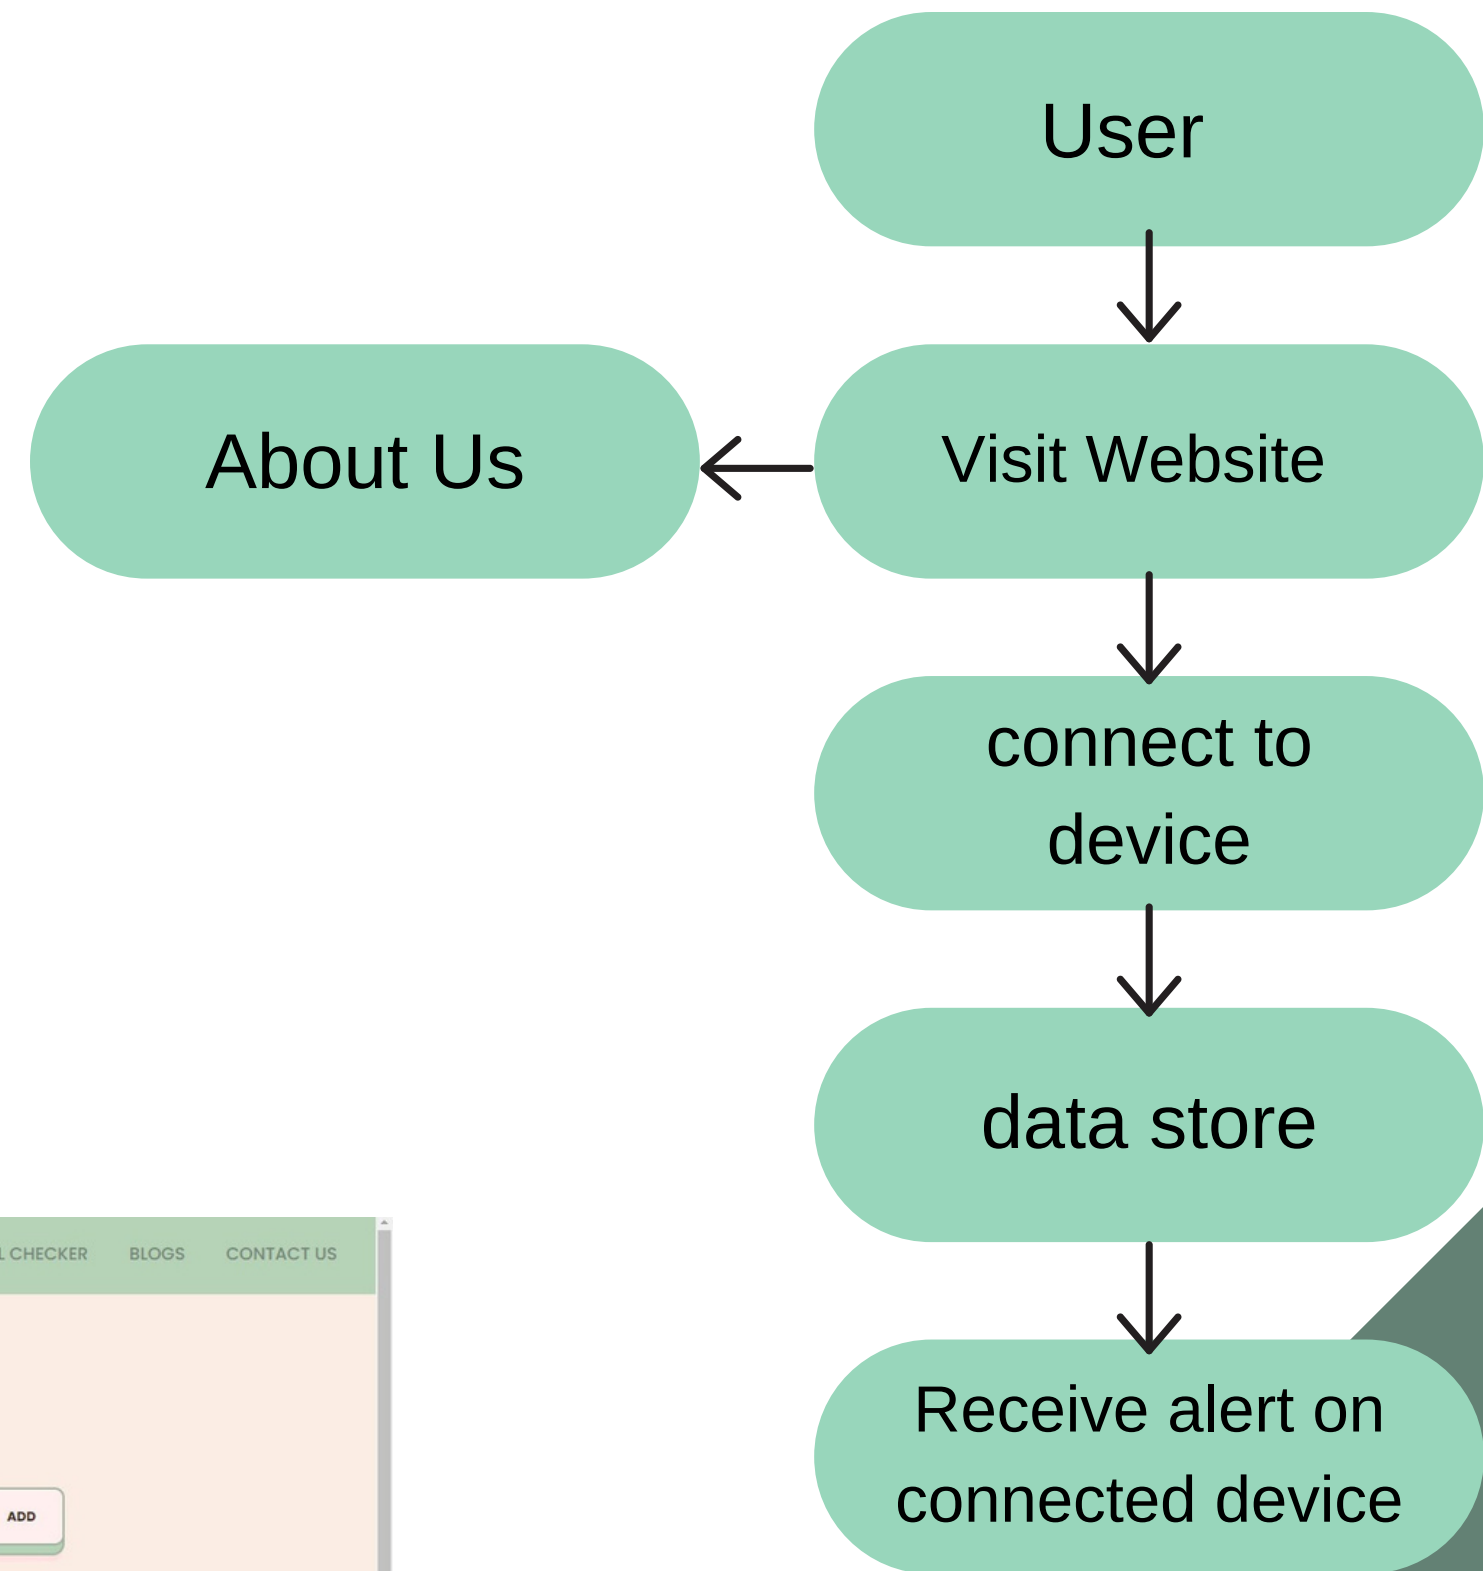 User
About Us
Visit Website
connect to
device
data store
CHECKER BLOGS CONTACT US
Receive alert on
connected device
ADD